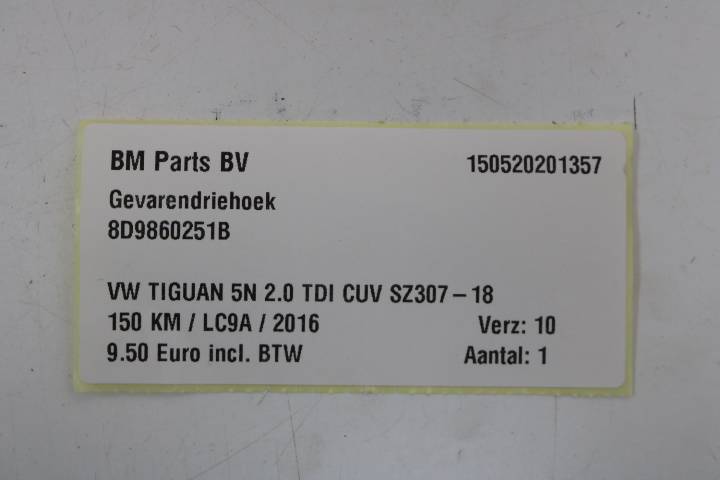 BM Parts BV 150520201357
Gevarendriehoek
8D9860251B
VW TIGUAN 5N 2.0 TDI CUV SZ307-18
150 KM / LC9A / 2016 Verz: 10
9.50 Euro incl. BTW Aantal: 1